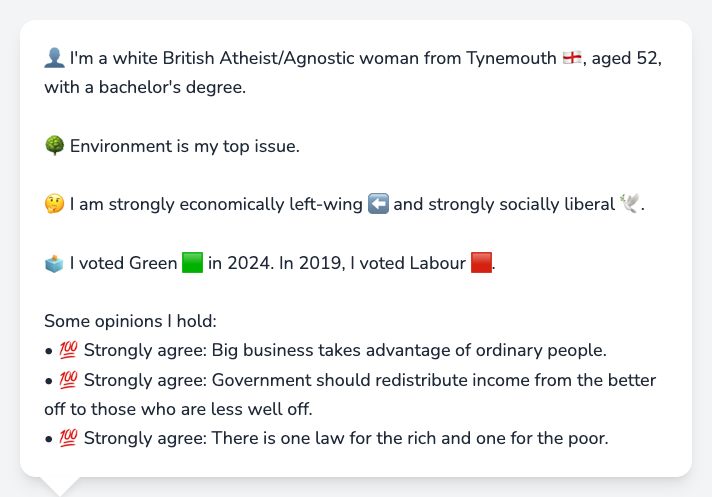 👤 I'm a white British Atheist/Agnostic woman from Tynemouth 🏴󠁧󠁢󠁥󠁮󠁧󠁿, aged 52,
with a bachelor's degree.
🌳 Environment is my top issue.
🤔 I am strongly economically left-wing ⬅️ and strongly socially liberal 🕊️.
🗳️ I voted Green 🟩 in 2024. In 2019, I voted Labour 🟥.
Some opinions I hold:
• 💯 Strongly agree: Big business takes advantage of ordinary people.
• 💯 Strongly agree: Government should redistribute income from the better
off to those who are less well off.
• 💯 Strongly agree: There is one law for the rich and one for the poor.